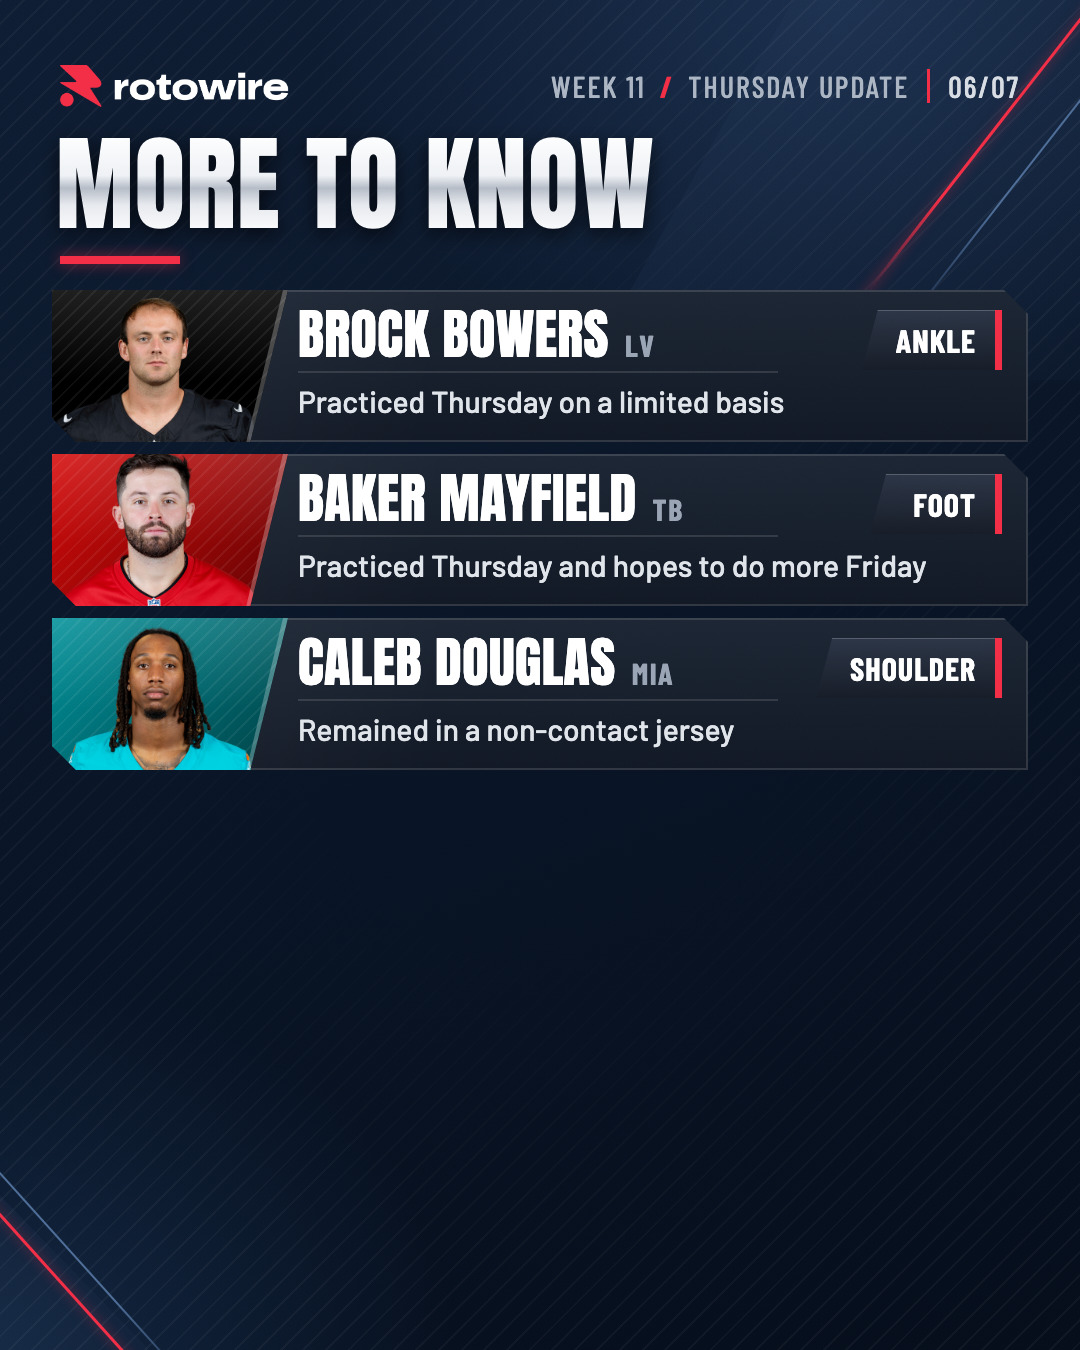 rotowire
WEEK 11 / THURSDAY UPDATE | 06/07
MORE TO KNOW
BROCK BOWERS LV
ANKLE
Practiced Thursday on a limited basis
BAKER MAYFIELD TB
FOOT
Practiced Thursday and hopes to do more Friday
CALEB DOUGLAS MIA
SHOULDER
Remained in a non-contact jersey